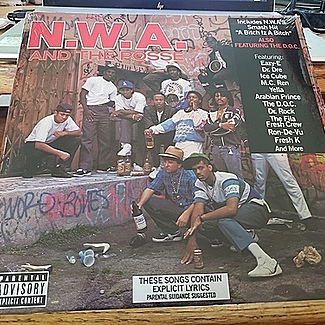 hp
N.W.A.
AND THE POSSE
Includes N.W.A.'s
Smash Hit
"A Bitch Iz A Bitch"
ALSO
FEATURING THE D.O.C.
Featuring:
Eazy-E
Dr. Dre
Ice Cube
M.C. Ren
Yella
Arabian Prince
The D.O.C.
Dr. Rock
The Fila
Fresh Crew
Ron-De-Vu
Fresh K
And More
PARENTAL
ADVISORY
EXPLICIT CONTENT
THESE SONGS CONTAIN
EXPLICIT LYRICS
PARENTAL GUIDANCE SUGGESTED